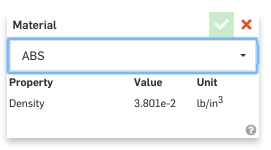 Material
ABS
Property Value Unit
Density 3.801e-2 lb/in³